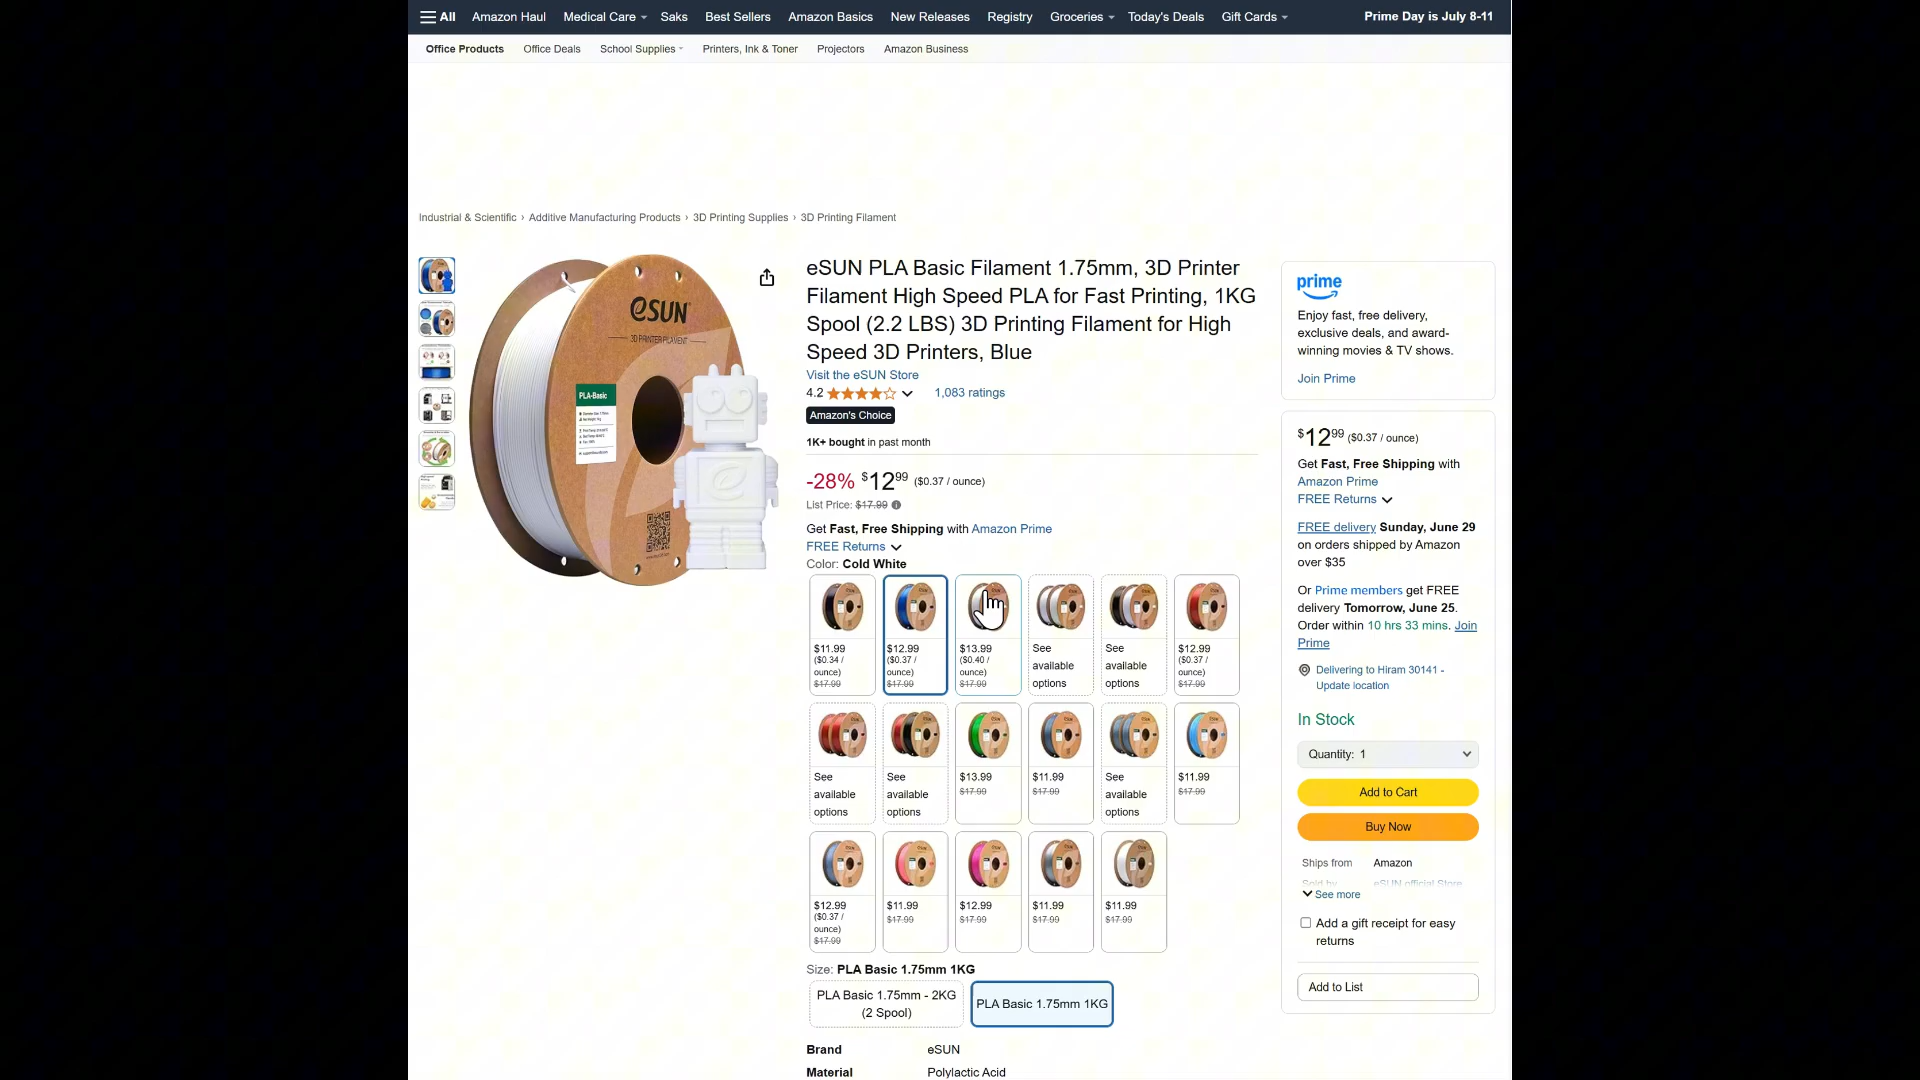 All
Amazon Haul
Medical Care
Saks
Best Sellers
Amazon Basics
New Releases
Registry
Groceries
Today's Deals
Gift Cards
Prime Day is July 8-11
Office Products
Office Deals
School Supplies
Printers, Ink & Toner
Projectors
Amazon Business
Industrial & Scientific › Additive Manufacturing Products › 3D Printing Supplies › 3D Printing Filament
eSUN
3D PRINTER FILAMENT
PLA-Basic
eSUN PLA Basic Filament 1.75mm, 3D Printer
Filament High Speed PLA for Fast Printing, 1KG
Spool (2.2 LBS) 3D Printing Filament for High
Speed 3D Printers, Blue
Visit the eSUN Store
4.2
1,083 ratings
Amazon's Choice
1K+ bought in past month
-28% $12.99 ($0.37 / ounce)
List Price: $17.99
Get Fast, Free Shipping with Amazon Prime
FREE Returns
Color: Cold White
$11.99
($0.34 /
ounce)
$17.99
$12.99
($0.37 /
ounce)
$17.99
$13.99
($0.40 /
ounce)
$17.99
See
available
options
See
available
options
$12.99
($0.37 /
ounce)
$17.99
See
available
options
See
available
options
$13.99
$17.99
$11.99
$17.99
See
available
options
$11.99
$17.99
$12.99
($0.37 /
ounce)
$17.99
$11.99
$17.99
$12.99
$17.99
$11.99
$17.99
$11.99
$17.99
Size: PLA Basic 1.75mm 1KG
PLA Basic 1.75mm - 2KG
(2 Spool)
PLA Basic 1.75mm 1KG
Brand eSUN
Material Polylactic Acid
prime
Enjoy fast, free delivery,
exclusive deals, and award-
winning movies & TV shows.
Join Prime
$12.99 ($0.37 / ounce)
Get Fast, Free Shipping with
Amazon Prime
FREE Returns
FREE delivery Sunday, June 29
on orders shipped by Amazon
over $35
Or Prime members get FREE
delivery Tomorrow, June 25.
Order within 10 hrs 33 mins. Join
Prime
Delivering to Hiram 30141 -
Update location
In Stock
Quantity: 1
Add to Cart
Buy Now
Ships from Amazon
Sold by eSUN official Store
See more
Add a gift receipt for easy
returns
Add to List